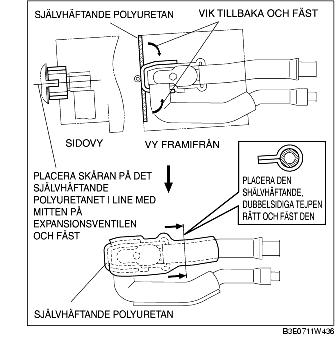 SJÄLVHÄFTANDE POLYURETAN
VIK TILLBAKA OCH FÄST
SIDOVY
VY FRAMIFRÅN
PLACERA SKÅRAN PÅ DET
SJÄLVHÄFTANDE
POLYURETANET I LINE MED
MITTEN PÅ
EXPANSIONSVENTILEN
OCH FÄST
PLACERA DEN
SHÄLVHÄFTANDE,
DUBBELSIDIGA TEJPEN
RÄTT OCH FÄST DEN
SJÄLVHÄFTANDE POLYURETAN
B3E0711W436